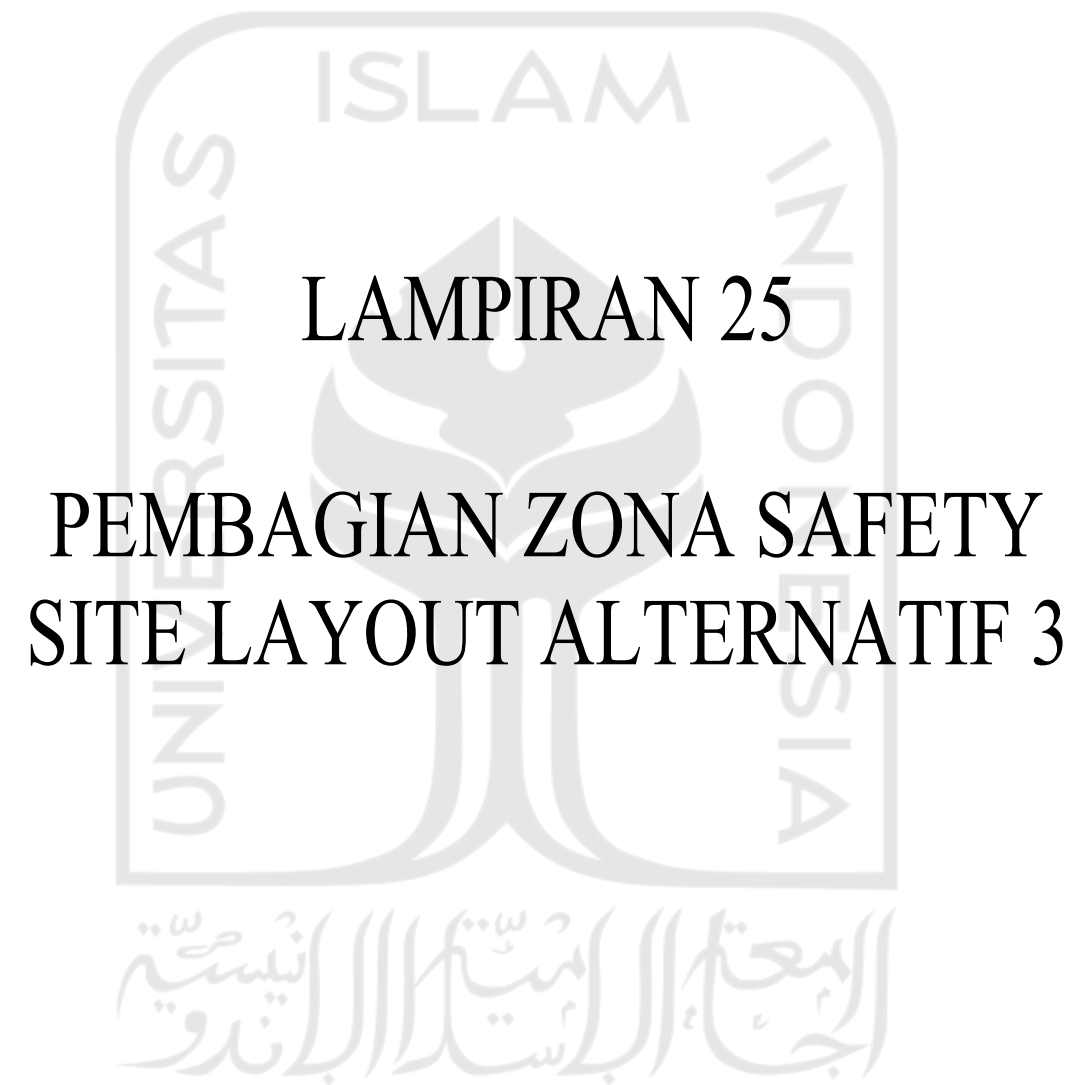 ISLAM
UNIVERSITAS
INDONESIA
LAMPIRAN 25
PEMBAGIAN ZONA SAFETY
SITE LAYOUT ALTERNATIF 3